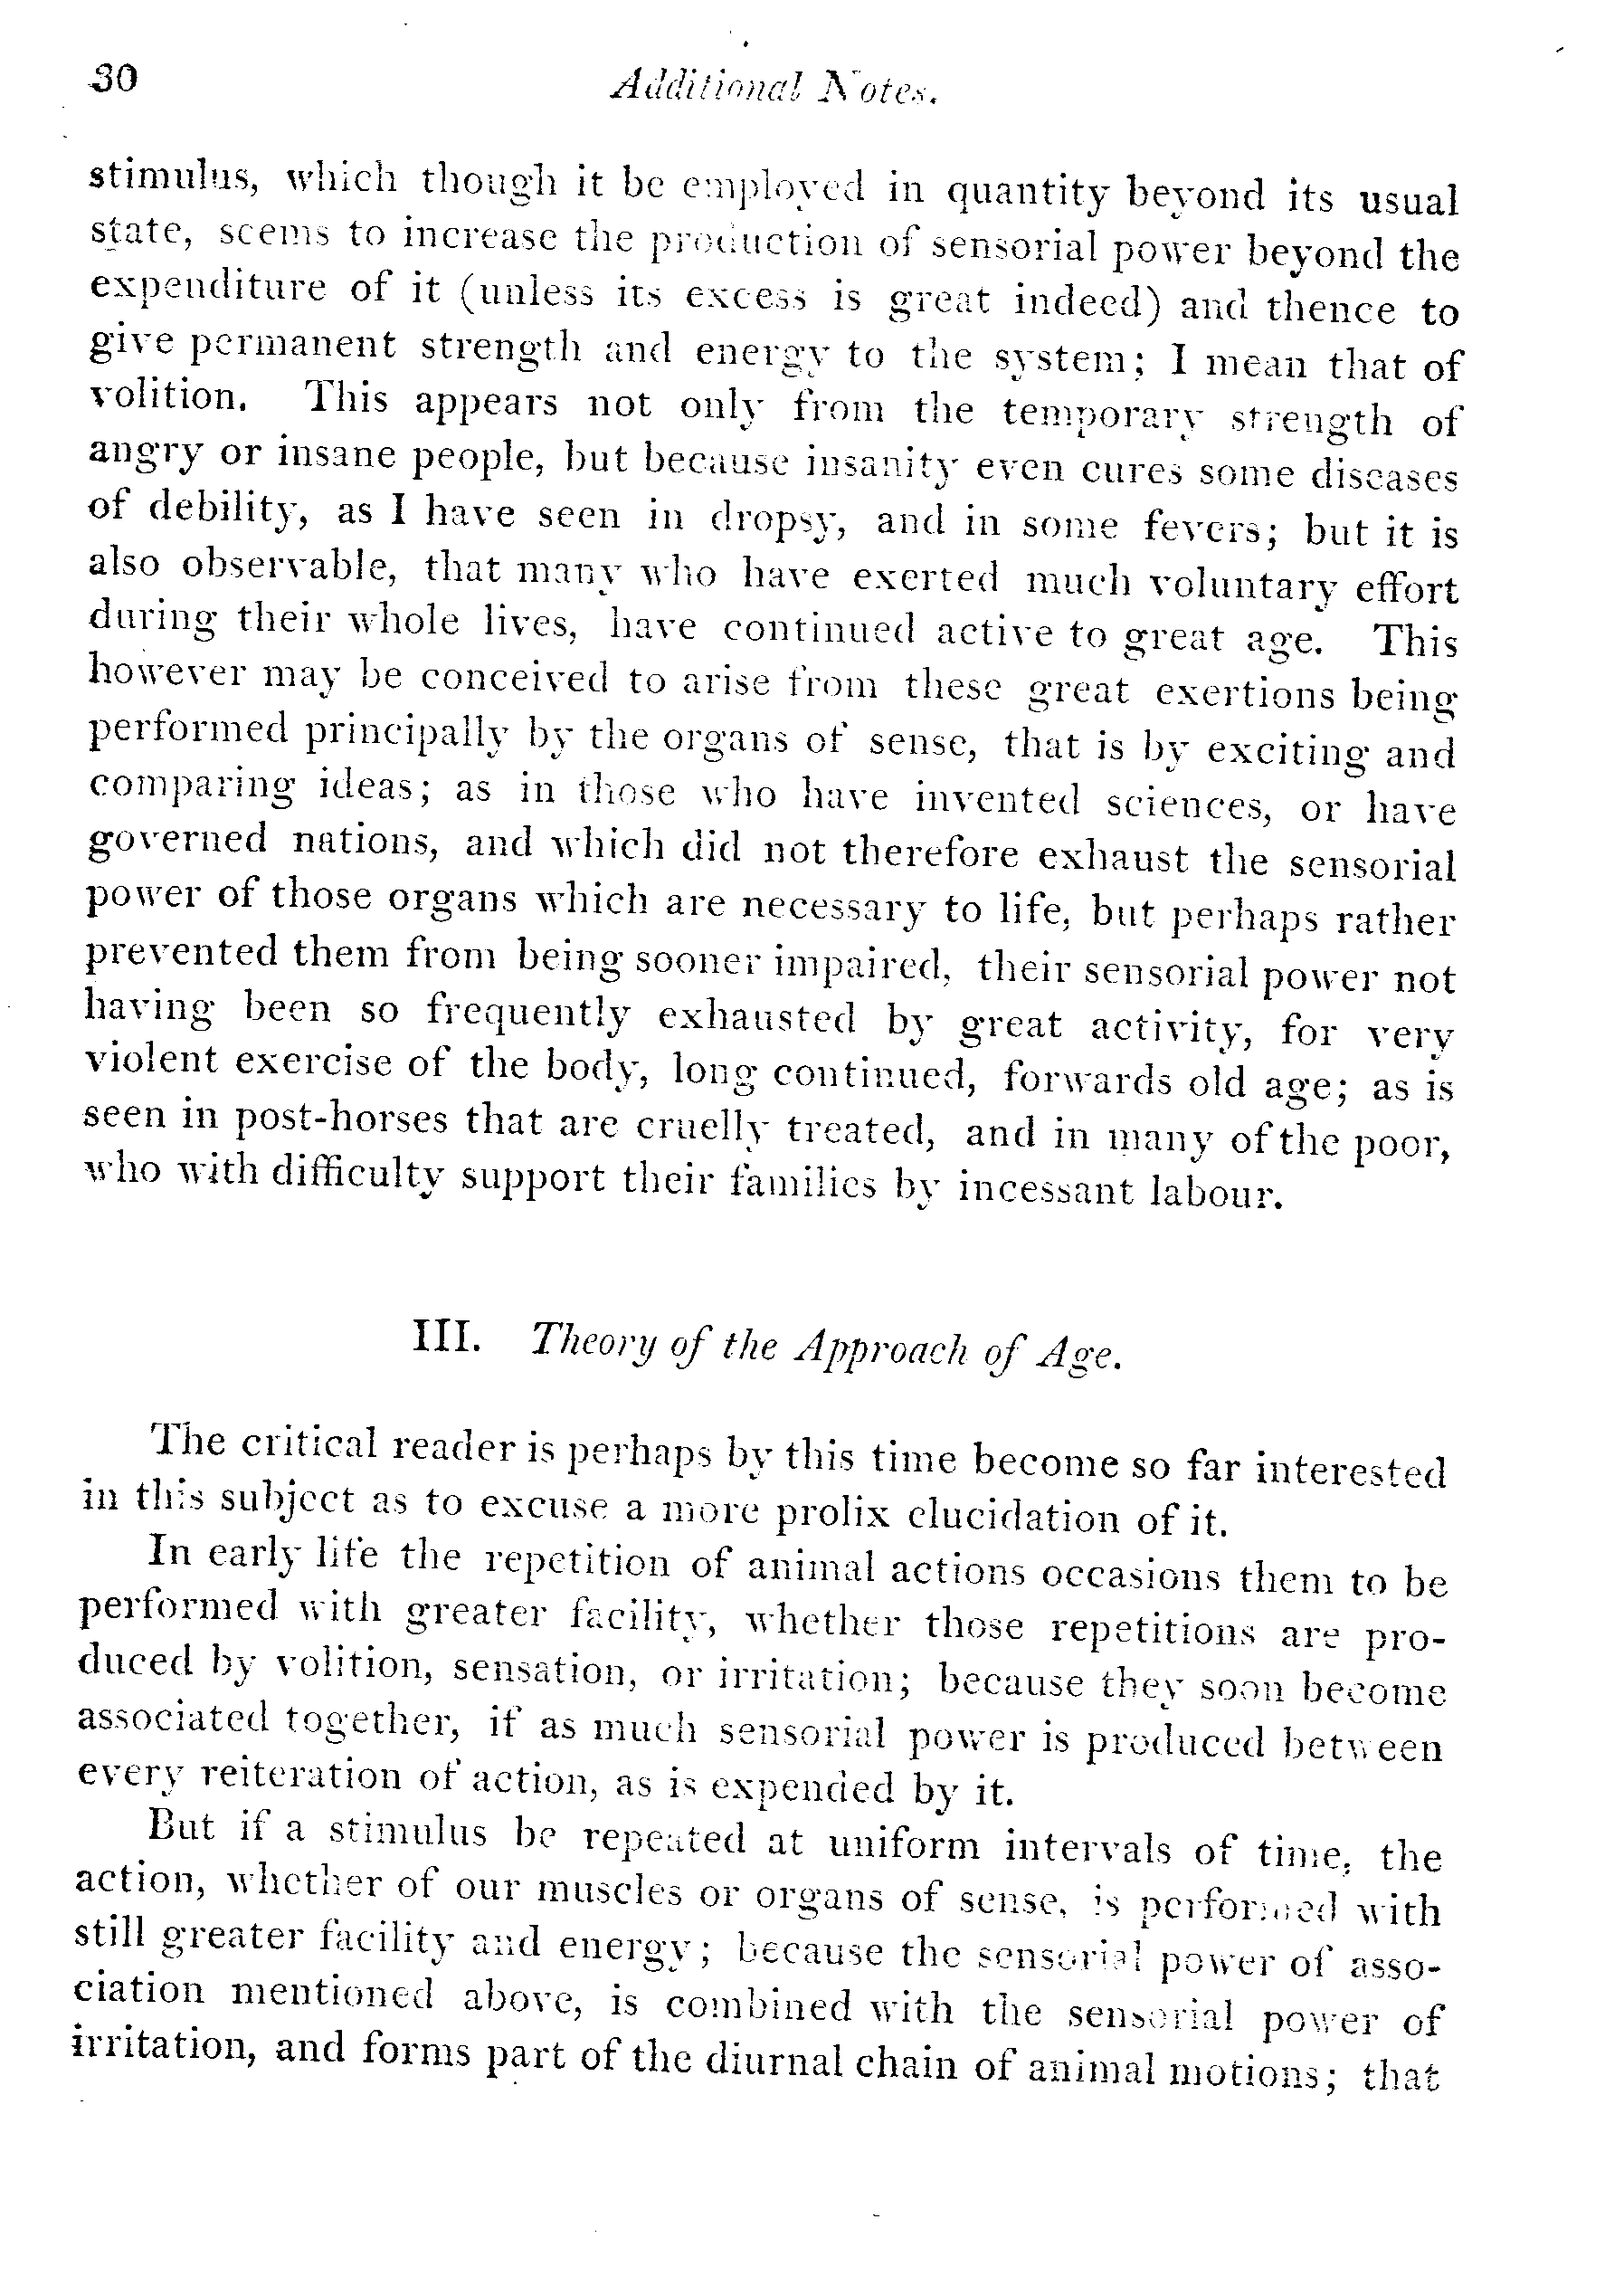 30
Additional Notes.
stimulus, which though it be employed in quantity beyond its usual
state, seems to increase the production of sensorial power beyond the
expenditure of it (unless its excess is great indeed) and thence to
give permanent strength and energy to the system; I mean that of
volition. This appears not only from the temporary strength of
angry or insane people, but because insanity even cures some diseases
of debility, as I have seen in dropsy, and in some fevers; but it is
also observable, that many who have exerted much voluntary effort
during their whole lives, have continued active to great age. This
however may be conceived to arise from these great exertions being
performed principally by the organs of sense, that is by exciting and
comparing ideas; as in those who have invented sciences, or have
governed nations, and which did not therefore exhaust the sensorial
power of those organs which are necessary to life, but perhaps rather
prevented them from being sooner impaired, their sensorial power not
having been so frequently exhausted by great activity, for very
violent exercise of the body, long continued, forwards old age; as is
seen in post-horses that are cruelly treated, and in many of the poor,
who with difficulty support their families by incessant labour.
III. Theory of the Approach of Age.
The critical reader is perhaps by this time become so far interested
in this subject as to excuse a more prolix elucidation of it.
In early life the repetition of animal actions occasions them to be
performed with greater facility, whether those repetitions are pro-
duced by volition, sensation, or irritation; because they soon become
associated together, if as much sensorial power is produced between
every reiteration of action, as is expended by it.
But if a stimulus be repeated at uniform intervals of time, the
action, whether of our muscles or organs of sense, is performed with
still greater facility and energy; because the sensorial power of asso-
ciation mentioned above, is combined with the sensorial power of
irritation, and forms part of the diurnal chain of animal motions; that